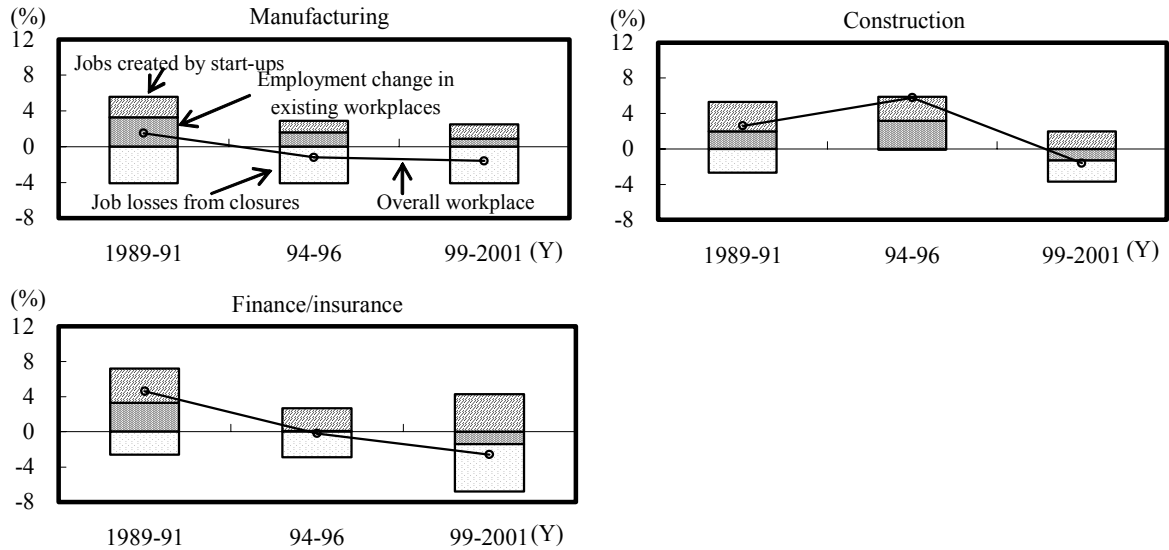 (%)
Manufacturing
12
8
4
0
-4
-8
Jobs created by start-ups
Employment change in
existing workplaces
Job losses from closures
Overall workplace
1989-91
94-96
99-2001 (Y)
(%)
Construction
12
8
4
0
-4
-8
1989-91
94-96
99-2001 (Y)
(%)
Finance/insurance
12
8
4
0
-4
-8
1989-91
94-96
99-2001 (Y)